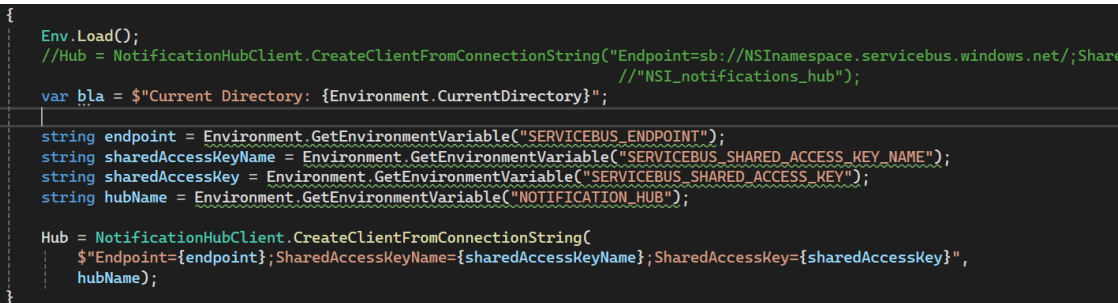 {
Env.Load();
//Hub = NotificationHubClient.CreateClientFromConnectionString("Endpoint=sb://NSInamespace.servicebus.windows.net/;Share
//"NSI_notifications_hub");
var bla = $"Current Directory: {Environment.CurrentDirectory}";
string endpoint = Environment.GetEnvironmentVariable("SERVICEBUS_ENDPOINT");
string sharedAccessKeyName = Environment.GetEnvironmentVariable("SERVICEBUS_SHARED_ACCESS_KEY_NAME");
string sharedAccessKey = Environment.GetEnvironmentVariable("SERVICEBUS_SHARED_ACCESS_KEY");
string hubName = Environment.GetEnvironmentVariable("NOTIFICATION_HUB");
Hub = NotificationHubClient.CreateClientFromConnectionString(
$"Endpoint={endpoint};SharedAccessKeyName={sharedAccessKeyName};SharedAccessKey={sharedAccessKey}",
hubName);
}